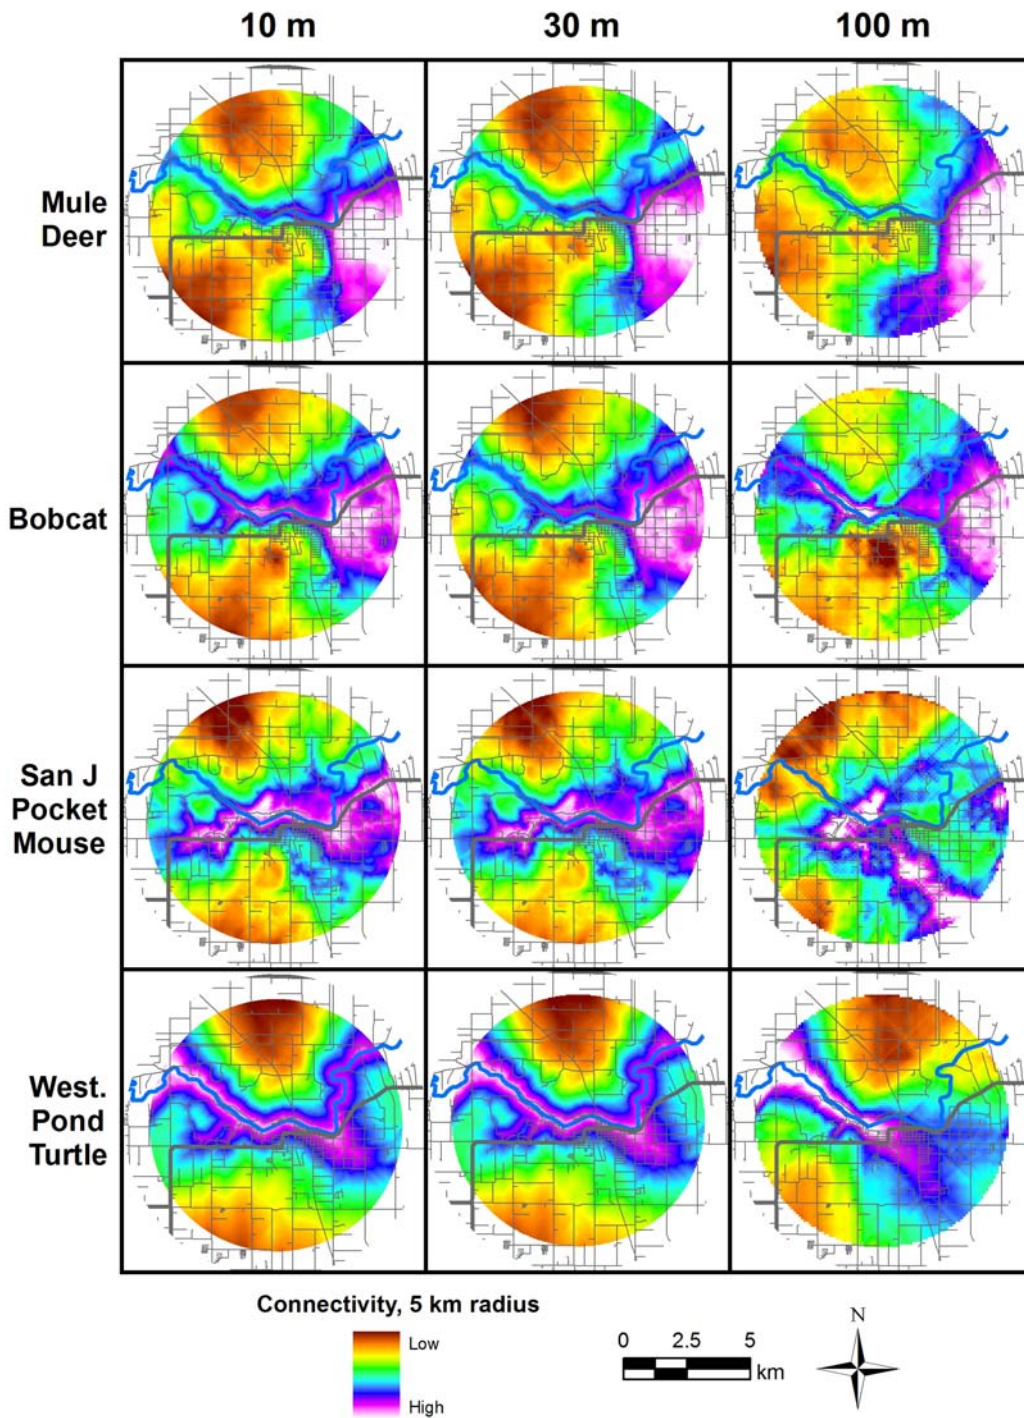 10 m 30 m 100 m
Mule
Deer
Bobcat
San J
Pocket
Mouse
West.
Pond
Turtle
Connectivity, 5 km radius
Low
High
0 2.5 5
km
N